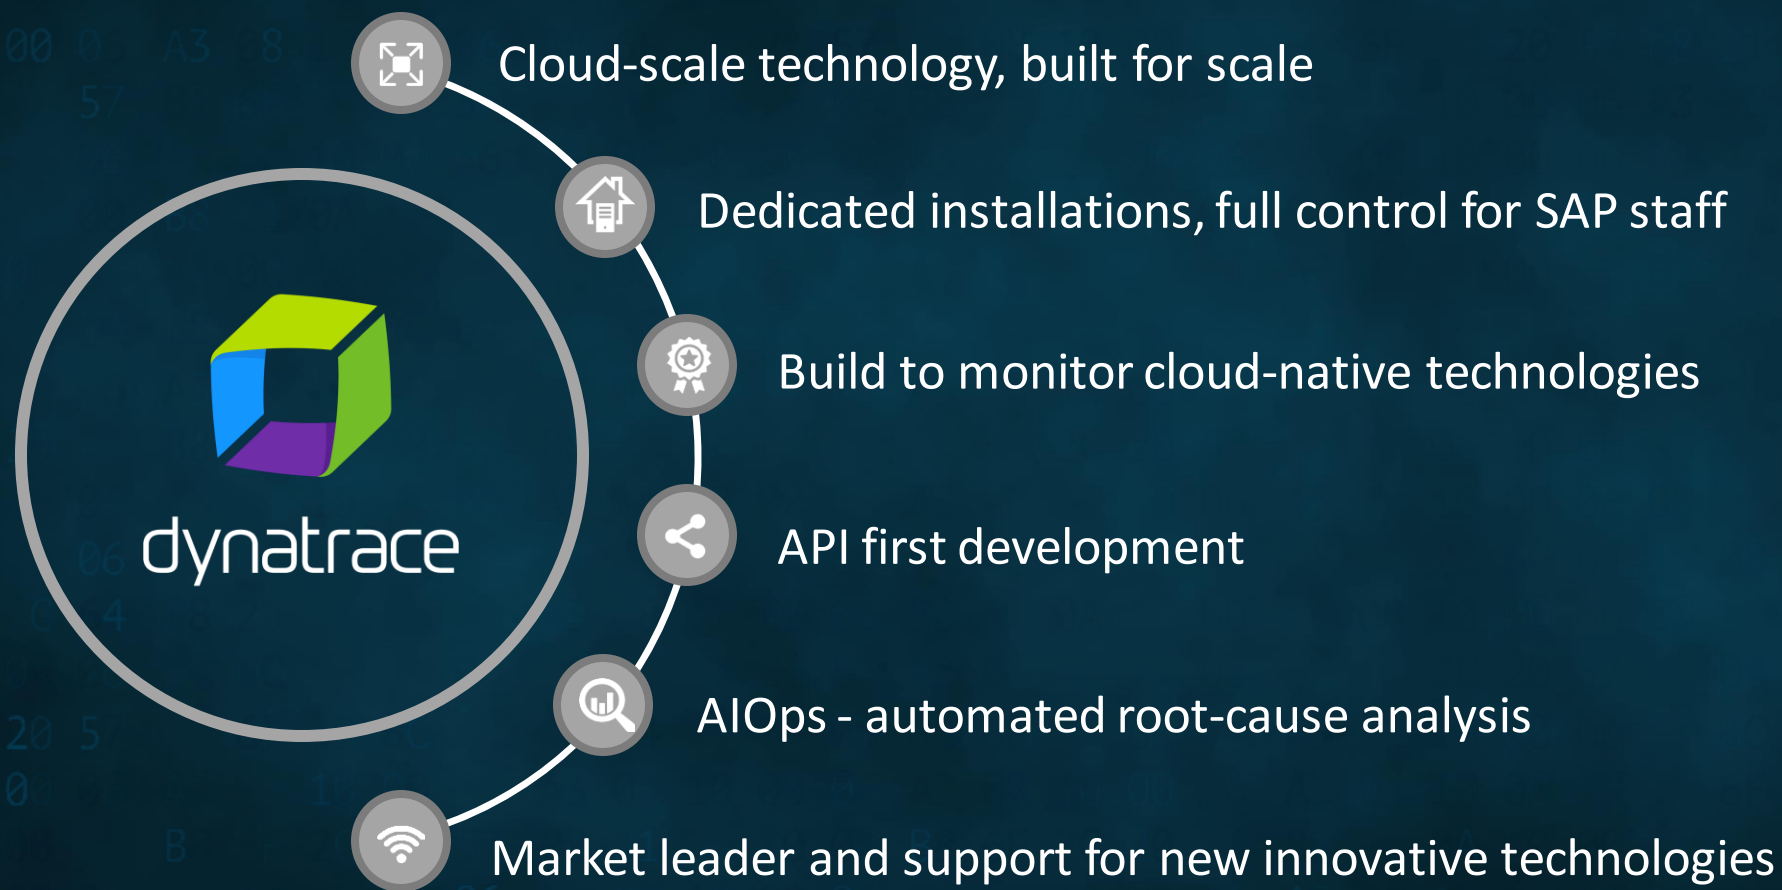 Cloud-scale technology, built for scale
Dedicated installations, full control for SAP staff
Build to monitor cloud-native technologies
dynatrace
API first development
AIOps - automated root-cause analysis
Market leader and support for new innovative technologies